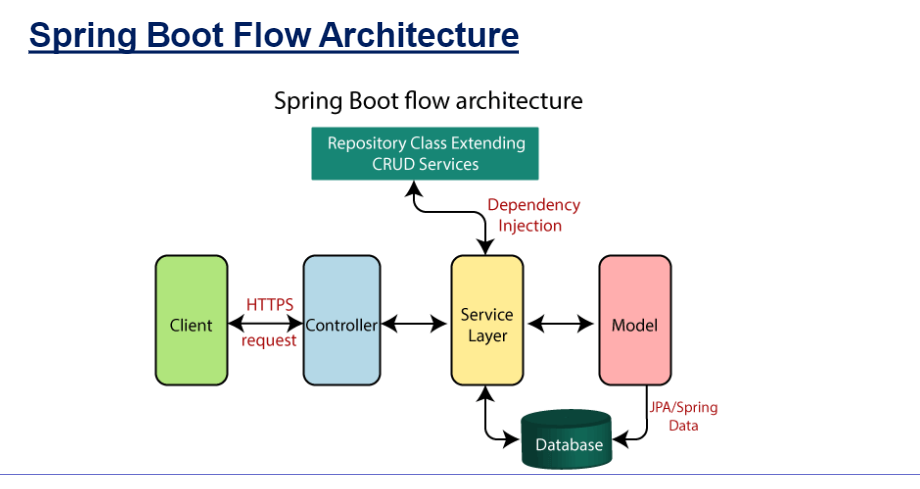 Spring Boot Flow Architecture
Spring Boot flow architecture
Repository Class Extending
CRUD Services
Dependency
Injection
Client
HTTPS
request
Controller
Service
Layer
Model
JPA/Spring
Data
Database